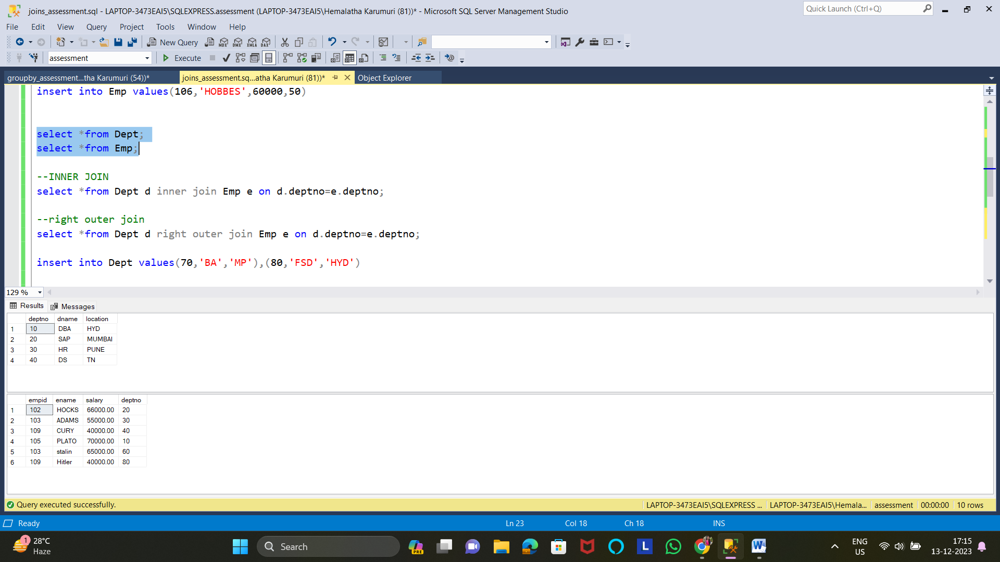 joins_assessment.sql - LAPTOP-3473EAI5\SQLEXPRESS.assessment (LAPTOP-3473EAI5\Hemalatha Karumuri (81))* - Microsoft SQL Server Management Studio
Quick Launch (Ctrl+Q)
File Edit View Query Project Tools Window Help
New Query MDX DMX XMLA DAX
assessment Execute
groupby_assessment...tha Karumuri (54))* joins_assessment.sq...atha Karumuri (81))* Object Explorer
insert into Emp values(106,'HOBBES',60000,50)
select *from Dept;
select *from Emp;
--INNER JOIN
select *from Dept d inner join Emp e on d.deptno=e.deptno;
--right outer join
select *from Dept d right outer join Emp e on d.deptno=e.deptno;
insert into Dept values(70,'BA','MP'),(80,'FSD','HYD')
129 %
Results Messages
deptno dname location
1 10 DBA HYD
2 20 SAP MUMBAI
3 30 HR PUNE
4 40 DS TN
empid ename salary deptno
1 102 HOCKS 66000.00 20
2 103 ADAMS 55000.00 30
3 109 CURY 40000.00 40
4 105 PLATO 70000.00 10
5 103 stalin 65000.00 60
6 109 Hitler 40000.00 80
Query executed successfully. LAPTOP-3473EAI5\SQLEXPRESS ... LAPTOP-3473EAI5\Hemala... assessment 00:00:00 10 rows
Ready Ln 23 Col 18 Ch 18 INS
1 28°C
Haze
Search
PRE
L
W
ENG
US
17:15
13-12-2023